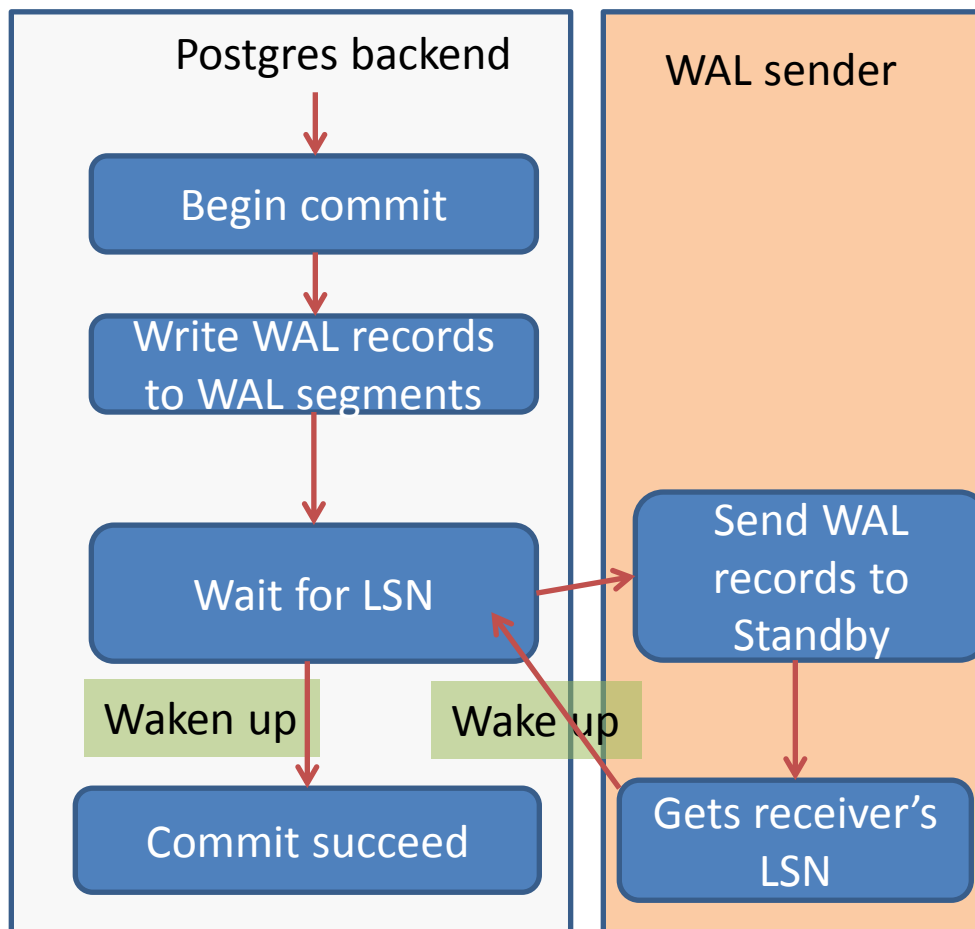 Postgres backend
WAL sender
Begin commit
Write WAL records
to WAL segments
Wait for LSN
Send WAL
records to
Standby
Waken up
Wake up
Commit succeed
Gets receiver’s
LSN